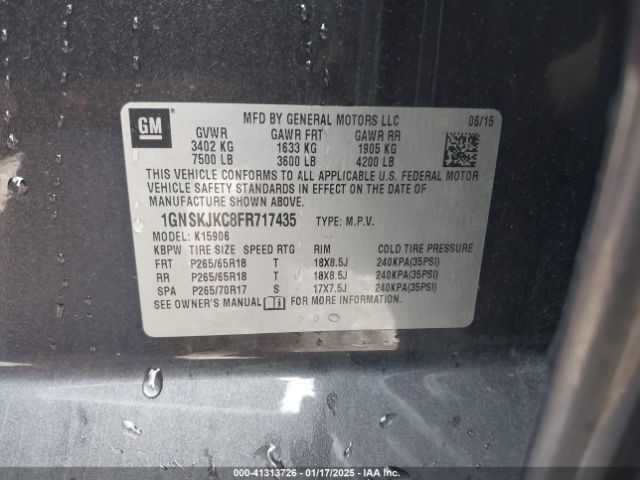 GM
MFD BY GENERAL MOTORS LLC 06/15
GVWR GAWR FRT GAWR RR
3402 KG 1633 KG 1905 KG
7500 LB 3600 LB 4200 LB
THIS VEHICLE CONFORMS TO ALL APPLICABLE U.S. FEDERAL MOTOR
VEHICLE SAFETY STANDARDS IN EFFECT ON THE DATE OF
MANUFACTURE SHOWN ABOVE.
1GNSKJKC8FR717435 TYPE: M.P.V.
MODEL: K15906
KBPW TIRE SIZE SPEED RTG RIM COLD TIRE PRESSURE
FRT P265/65R18 T 18X8.5J 240KPA(35PSI)
RR P265/65R18 T 18X8.5J 240KPA(35PSI)
SPA P265/70R17 S 17X7.5J 240KPA(35PSI)
SEE OWNER'S MANUAL FOR MORE INFORMATION
000-41313726 - 01/17/2025 - IAA Inc.